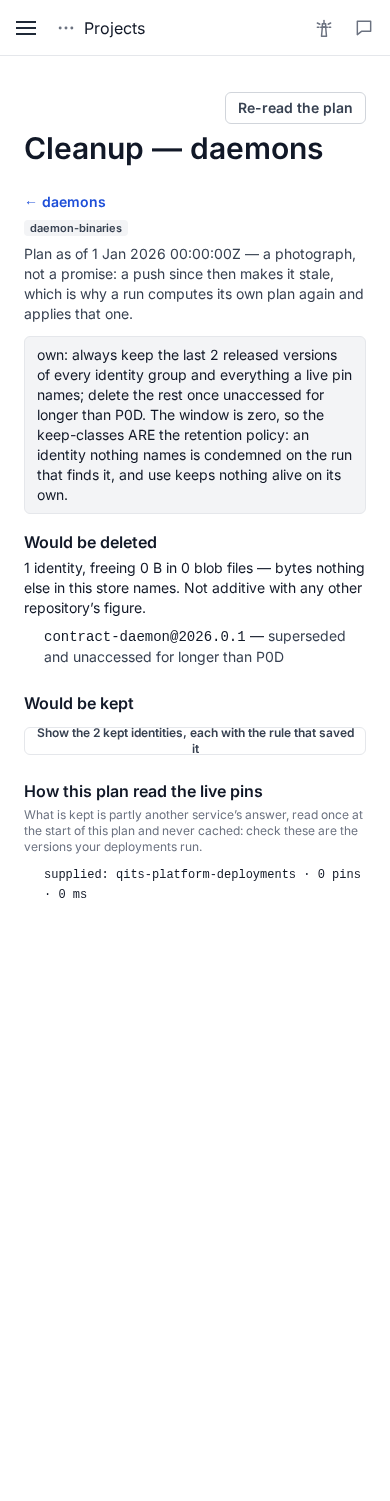 Projects
Re-read the plan
Cleanup — daemons
← daemons
daemon-binaries
Plan as of 1 Jan 2026 00:00:00Z — a photograph,
not a promise: a push since then makes it stale,
which is why a run computes its own plan again and
applies that one.
own: always keep the last 2 released versions
of every identity group and everything a live pin
names; delete the rest once unaccessed for
longer than P0D. The window is zero, so the
keep-classes ARE the retention policy: an
identity nothing names is condemned on the run
that finds it, and use keeps nothing alive on its
own.
Would be deleted
1 identity, freeing 0 B in 0 blob files — bytes nothing
else in this store names. Not additive with any other
repository’s figure.
contract-daemon@2026.0.1 — superseded
and unaccessed for longer than P0D
Would be kept
Show the 2 kept identities, each with the rule that saved
it
How this plan read the live pins
What is kept is partly another service’s answer, read once at
the start of this plan and never cached: check these are the
versions your deployments run.
supplied: qits-platform-deployments · 0 pins
· 0 ms